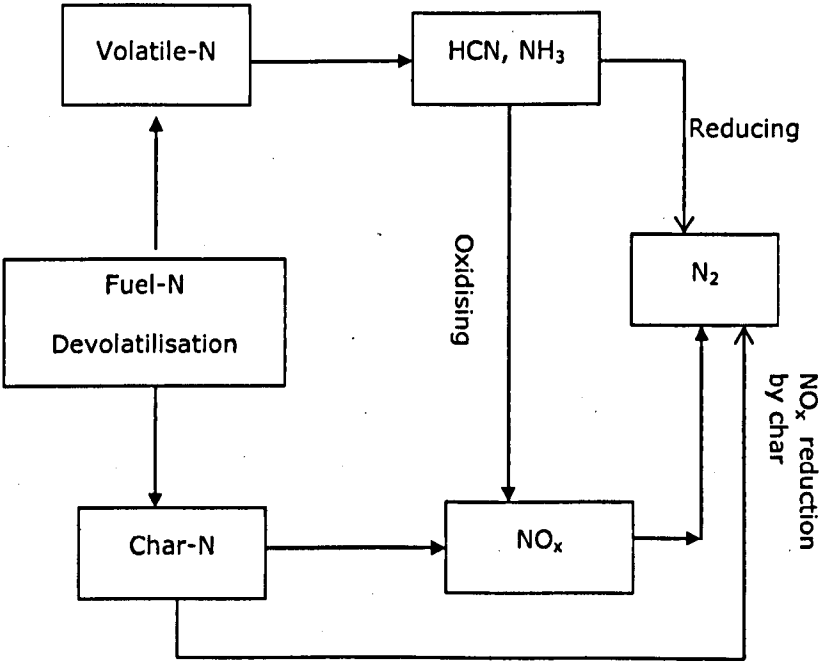 Volatile-N
HCN, NH₃
Reducing
Oxidising
N₂
Fuel-N
Devolatilisation
NOₓ reduction
by char
Char-N
NOₓ